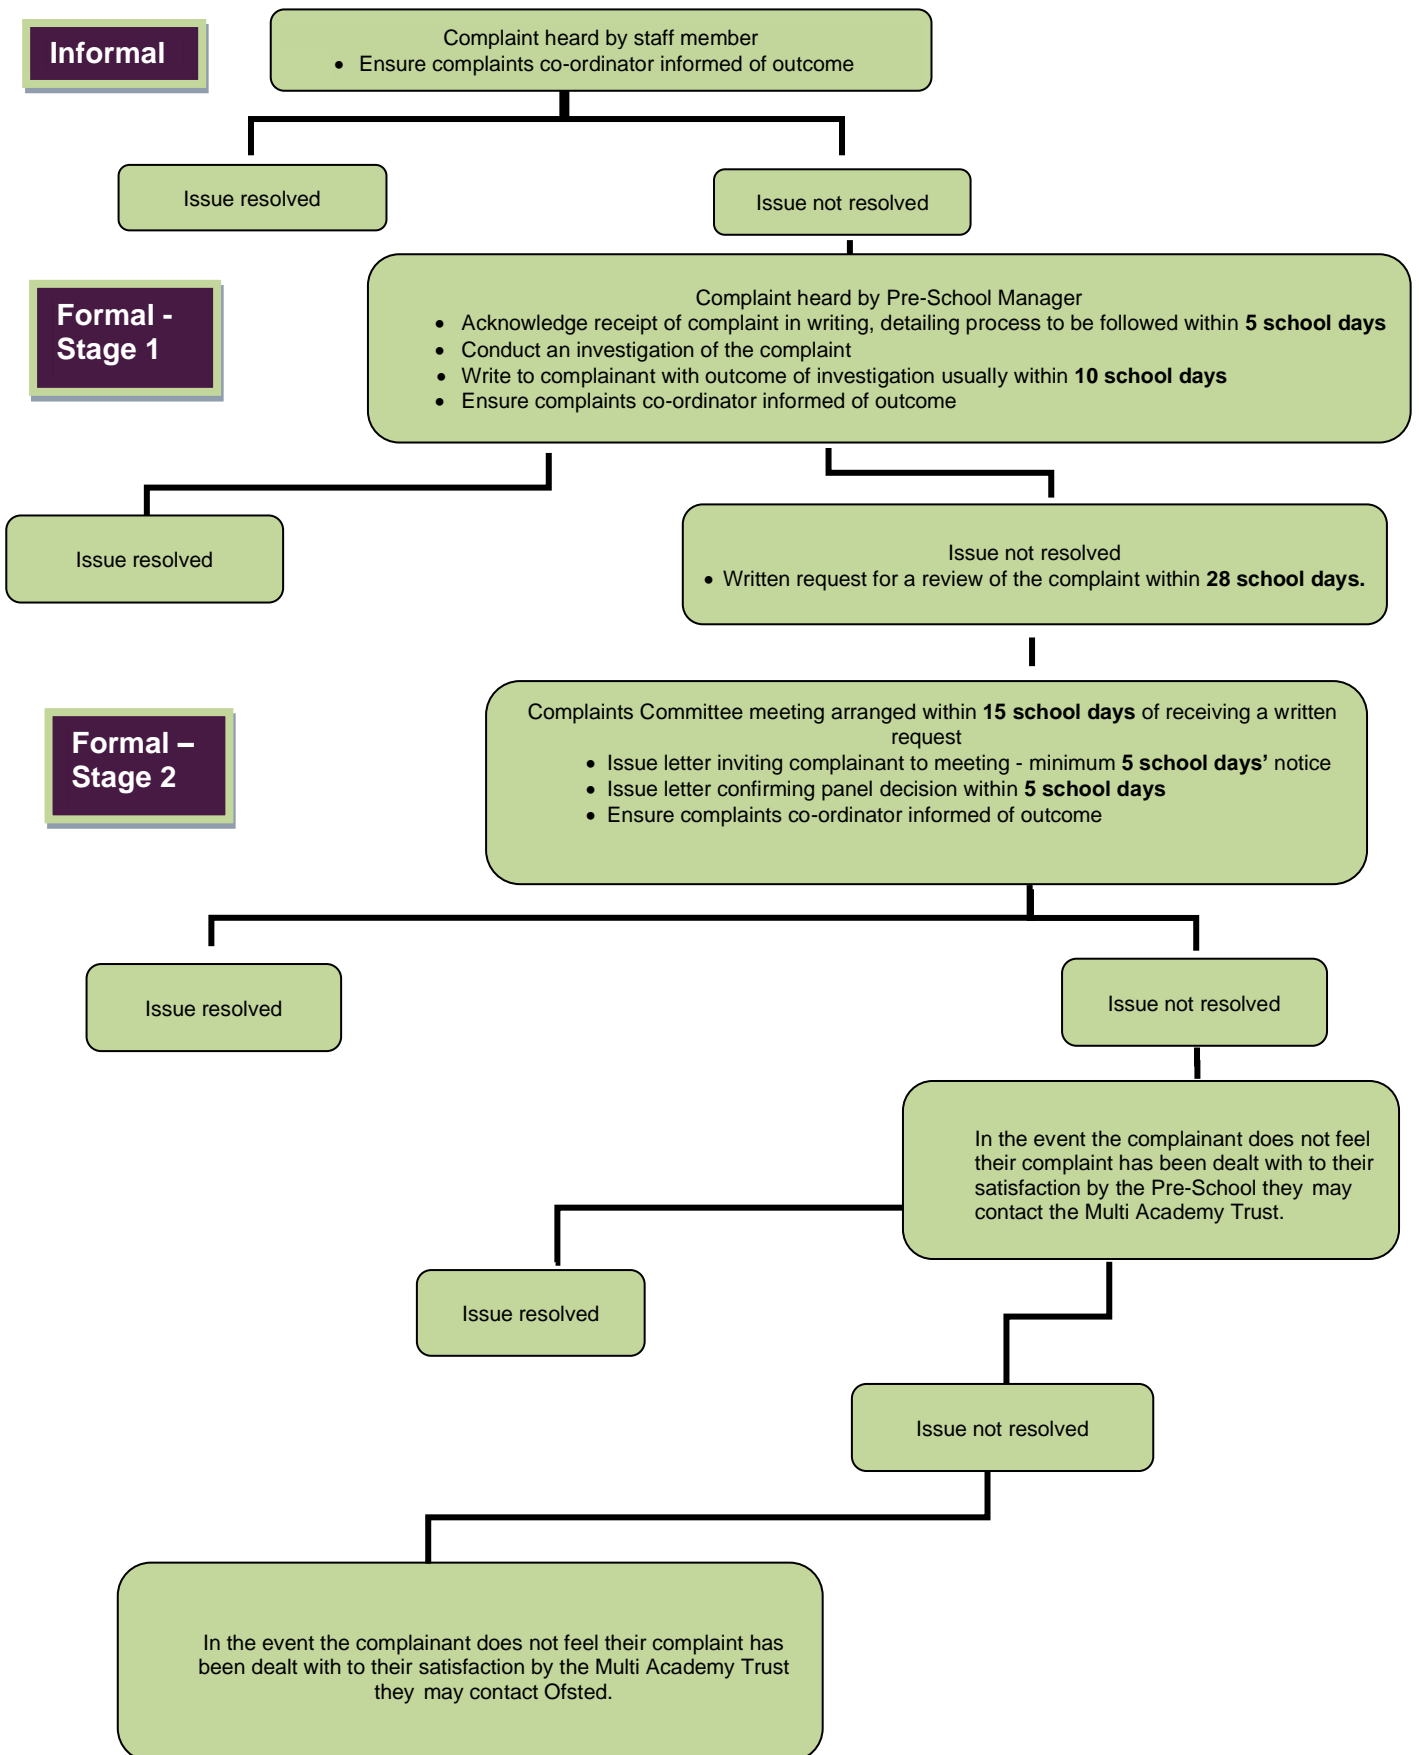 Informal
Complaint heard by staff member
• Ensure complaints co-ordinator informed of outcome
Issue resolved
Issue not resolved
Formal -
Stage 1
Complaint heard by Pre-School Manager
• Acknowledge receipt of complaint in writing, detailing process to be followed within 5 school days
• Conduct an investigation of the complaint
• Write to complainant with outcome of investigation usually within 10 school days
• Ensure complaints co-ordinator informed of outcome
Issue resolved
Issue not resolved
• Written request for a review of the complaint within 28 school days.
Formal –
Stage 2
Complaints Committee meeting arranged within 15 school days of receiving a written
request
• Issue letter inviting complainant to meeting - minimum 5 school days’ notice
• Issue letter confirming panel decision within 5 school days
• Ensure complaints co-ordinator informed of outcome
Issue resolved
Issue not resolved
In the event the complainant does not feel
their complaint has been dealt with to their
satisfaction by the Pre-School they may
contact the Multi Academy Trust.
Issue resolved
Issue not resolved
In the event the complainant does not feel their complaint has
been dealt with to their satisfaction by the Multi Academy Trust
they may contact Ofsted.